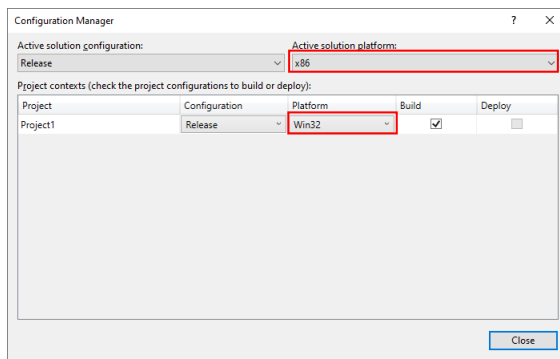 Configuration Manager
Active solution configuration: Active solution platform:
Release x86
Project contexts (check the project configurations to build or deploy):
Project Configuration Platform Build Deploy
Project1 Release Win32
Close